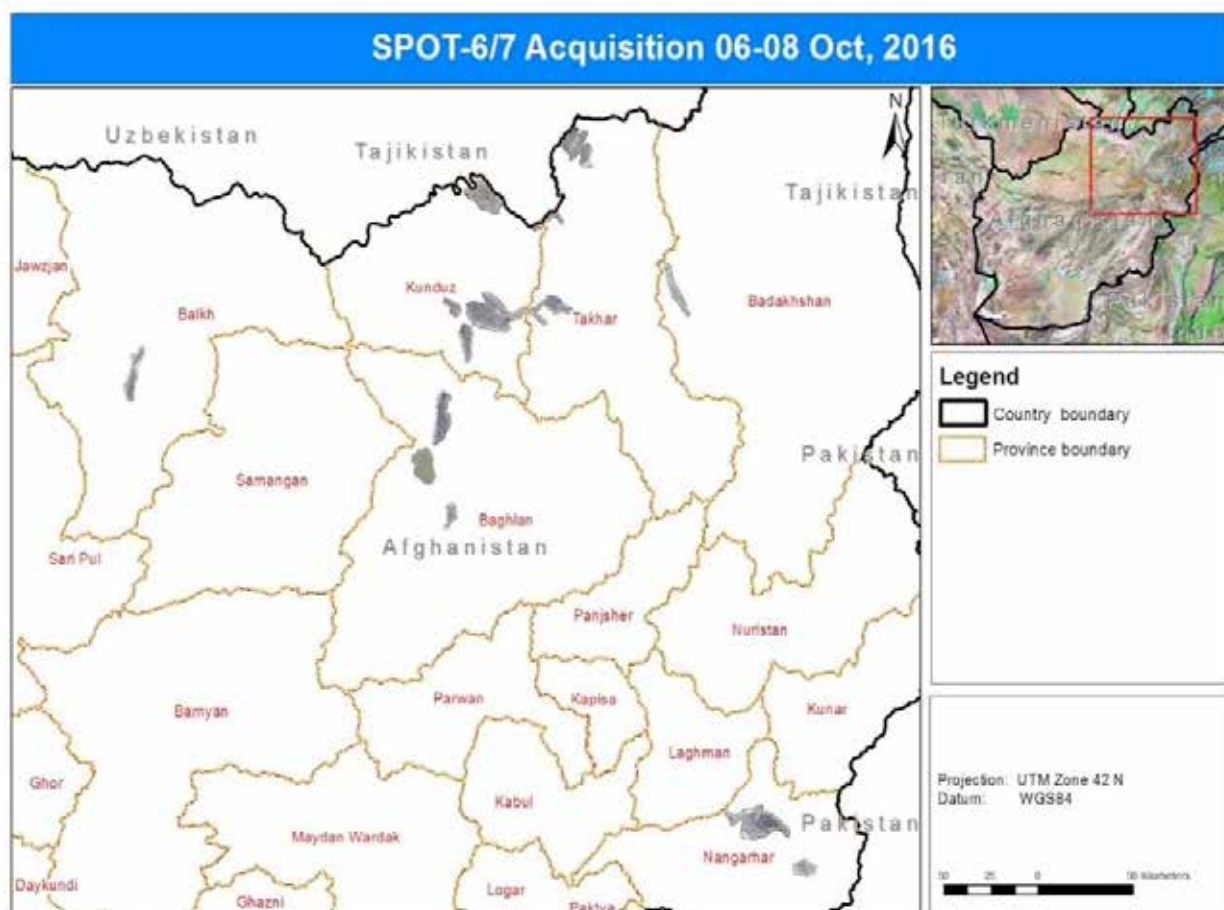 SPOT-6/7 Acquisition 06-08 Oct, 2016
N
Uzbekistan
Tajikistan
Tajikistan
Jawzjan
Kunduz
Badakhshan
Balkh
Takhar
Pakistan
Samangan
Baghlan
Afghanistan
Sari Pul
Panjsher
Nuristan
Parwan
Kapisa
Kunar
Bamyan
Laghman
Ghor
Kabul
Pakistan
Maydan Wardak
Nangarhar
Daykundi
Logar
Ghazni
Paktya
Legend
Country boundary
Province boundary
Projection: UTM Zone 42 N
Datum: WGS84
50 25 0 50 Kilometers